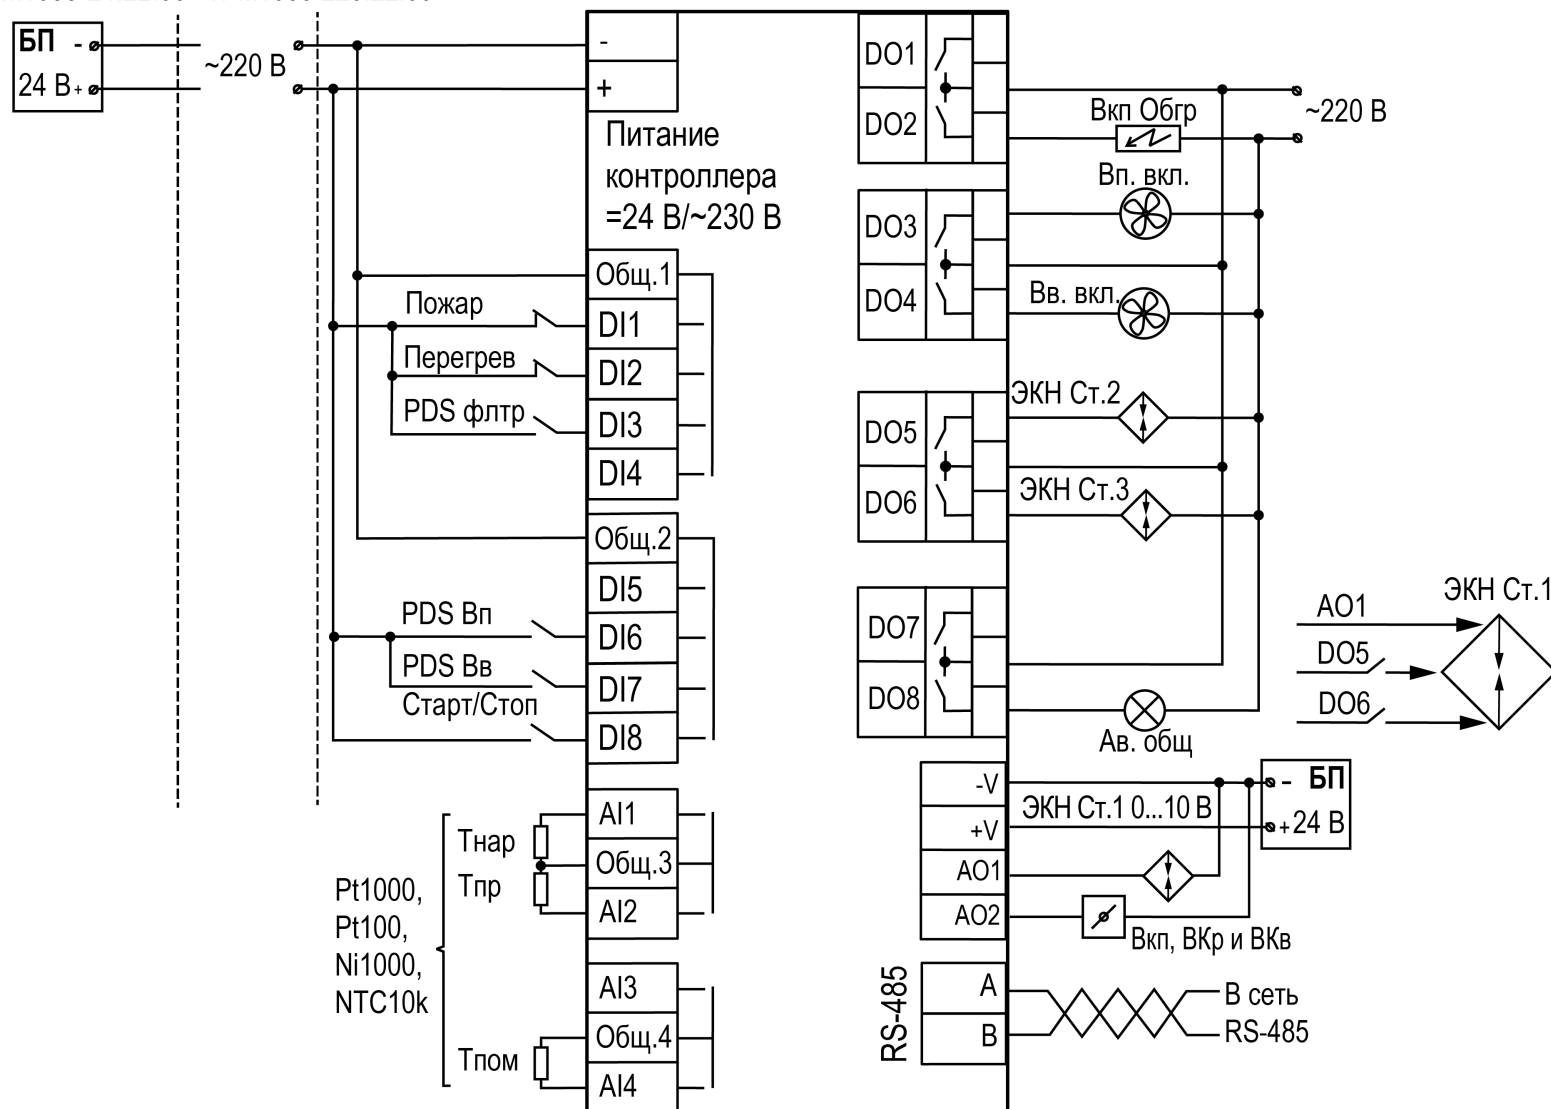 БП -
24 В +
~220 В
-
+
Питание
контроллера
=24 В/~230 В
Общ.1
Пожар
DI1
Перегрев
DI2
PDS флтр
DI3
DI4
Общ.2
DI5
PDS Вп
DI6
PDS Вв
DI7
Старт/Стоп
DI8
AI1
Тнар
Общ.3
Тпр
AI2
Pt1000,
Pt100,
Ni1000,
NTC10k
AI3
Общ.4
Тпом
AI4
DO1
DO2
Вкп Обгр
~220 В
Вп. вкл.
DO3
DO4
Вв. вкл.
ЭКН Ст.2
DO5
DO6
ЭКН Ст.3
DO7
DO8
Ав. общ
AO1
ЭКН Ст.1
DO5
DO6
-V
- БП
ЭКН Ст.1 0...10 В
+V
+ 24 В
AO1
AO2
Вкп, ВКр и ВКв
RS-485
A
B
В сеть
RS-485